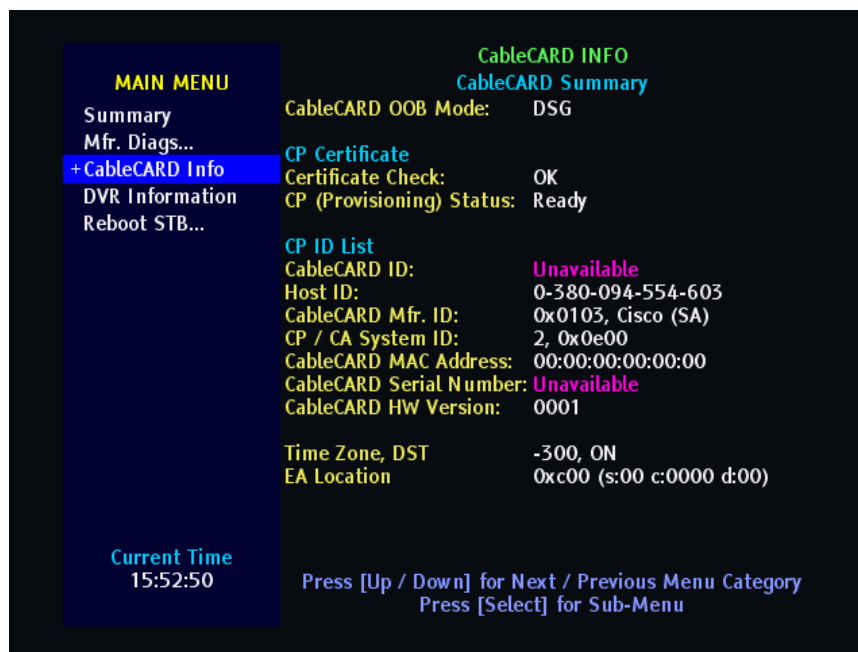 MAIN MENU
Summary
Mfr. Diags...
+CableCARD Info
DVR Information
Reboot STB...
Current Time
15:52:50
CableCARD INFO
CableCARD Summary
CableCARD OOB Mode: DSG
CP Certificate
Certificate Check: OK
CP (Provisioning) Status: Ready
CP ID List
CableCARD ID: Unavailable
Host ID: 0-380-094-554-603
CableCARD Mfr. ID: 0x0103, Cisco (SA)
CP / CA System ID: 2, 0x0e00
CableCARD MAC Address: 00:00:00:00:00:00
CableCARD Serial Number: Unavailable
CableCARD HW Version: 0001
Time Zone, DST -300, ON
EA Location 0xc00 (s:00 c:0000 d:00)
Press [Up / Down] for Next / Previous Menu Category
Press [Select] for Sub-Menu